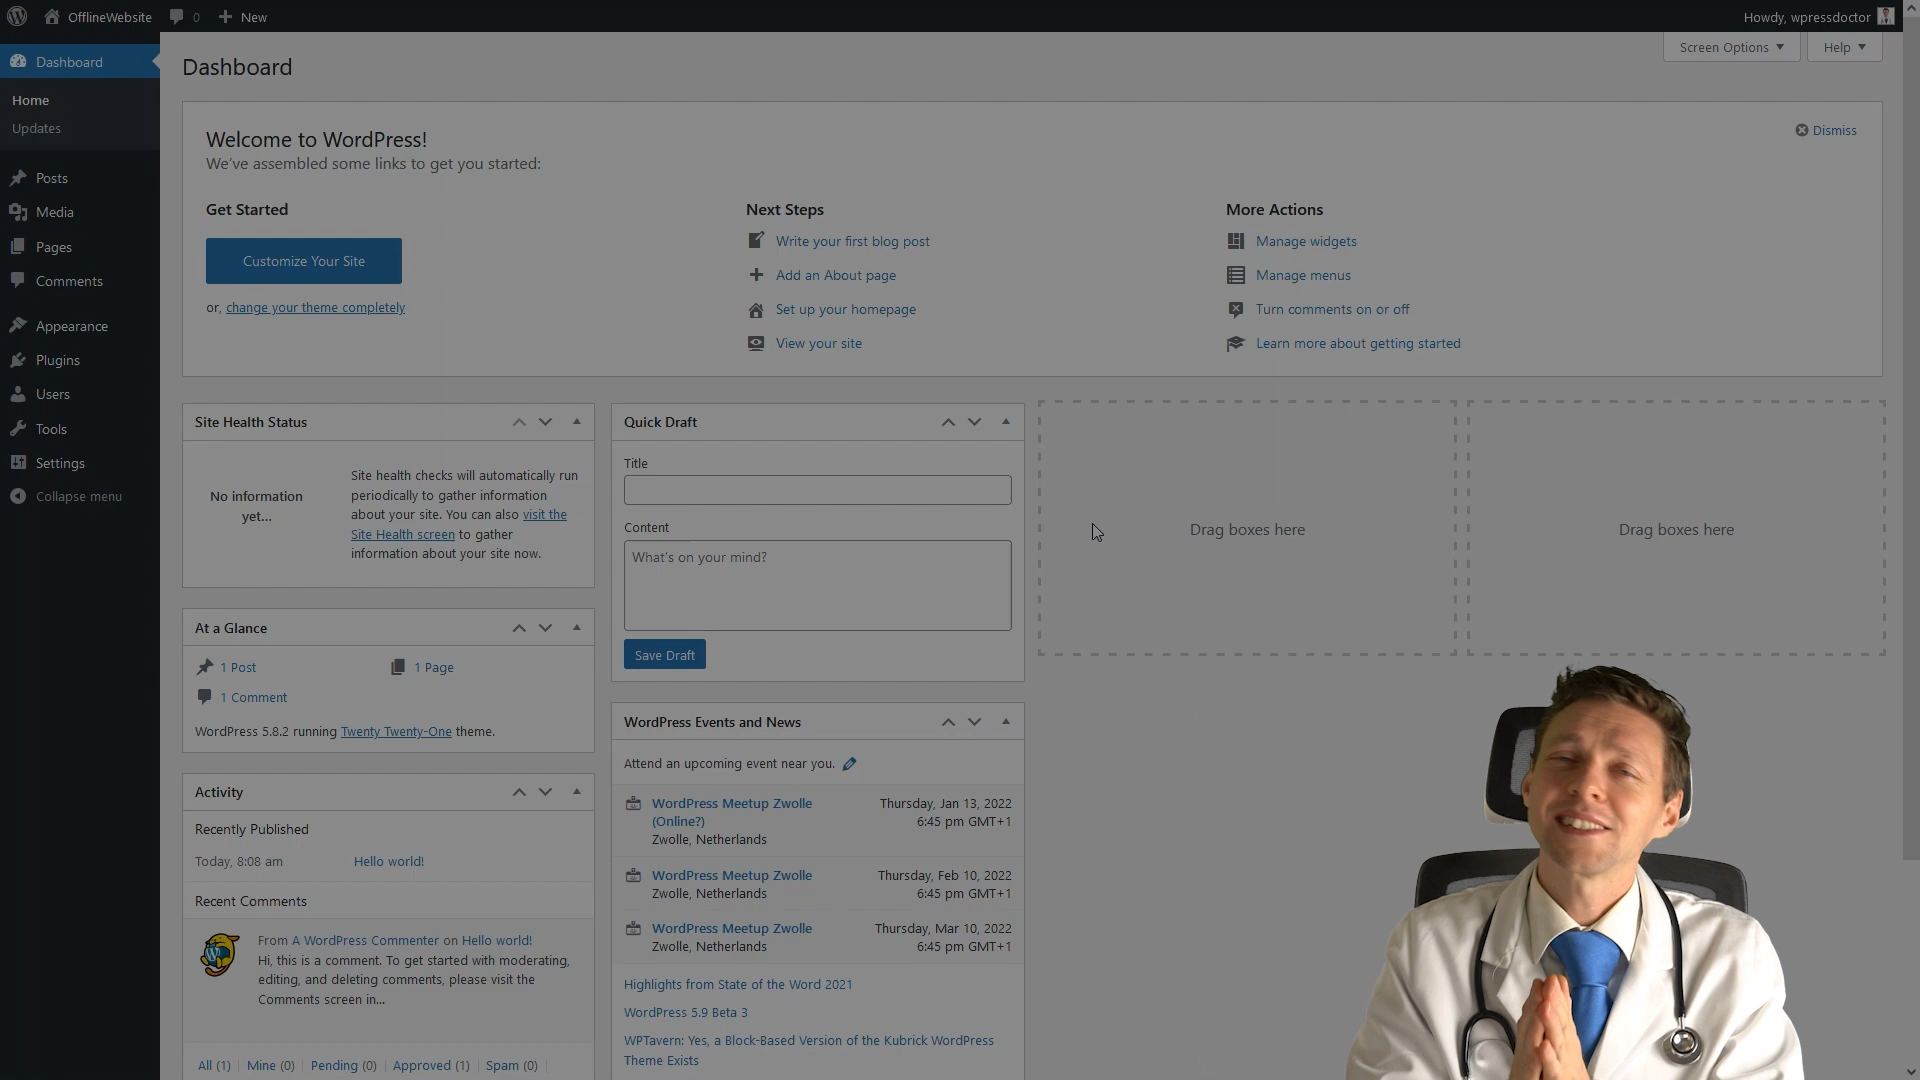 OfflineWebsite 0 New
Howdy, wpressdoctor
Dashboard
Home
Updates
Posts
Media
Pages
Comments
Appearance
Plugins
Users
Tools
Settings
Collapse menu
Screen Options
Help
Dashboard
Welcome to WordPress!
We've assembled some links to get you started:
Dismiss
Get Started
Customize Your Site
or, change your theme completely
Next Steps
Write your first blog post
Add an About page
Set up your homepage
View your site
More Actions
Manage widgets
Manage menus
Turn comments on or off
Learn more about getting started
Site Health Status
No information
yet...
Site health checks will automatically run
periodically to gather information
about your site. You can also visit the
Site Health screen to gather
information about your site now.
At a Glance
1 Post
1 Page
1 Comment
WordPress 5.8.2 running Twenty Twenty-One theme.
Activity
Recently Published
Today, 8:08 am Hello world!
Recent Comments
From A WordPress Commenter on Hello world!
Hi, this is a comment. To get started with moderating,
editing, and deleting comments, please visit the
Comments screen in...
All (1) Mine (0) Pending (0) Approved (1) Spam (0)
Quick Draft
Title
Content
What's on your mind?
Save Draft
WordPress Events and News
Attend an upcoming event near you.
WordPress Meetup Zwolle
(Online?)
Zwolle, Netherlands
Thursday, Jan 13, 2022
6:45 pm GMT+1
WordPress Meetup Zwolle
Zwolle, Netherlands
Thursday, Feb 10, 2022
6:45 pm GMT+1
WordPress Meetup Zwolle
Zwolle, Netherlands
Thursday, Mar 10, 2022
6:45 pm GMT+1
Highlights from State of the Word 2021
WordPress 5.9 Beta 3
WPTavern: Yes, a Block-Based Version of the Kubrick WordPress
Theme Exists
Drag boxes here
Drag boxes here